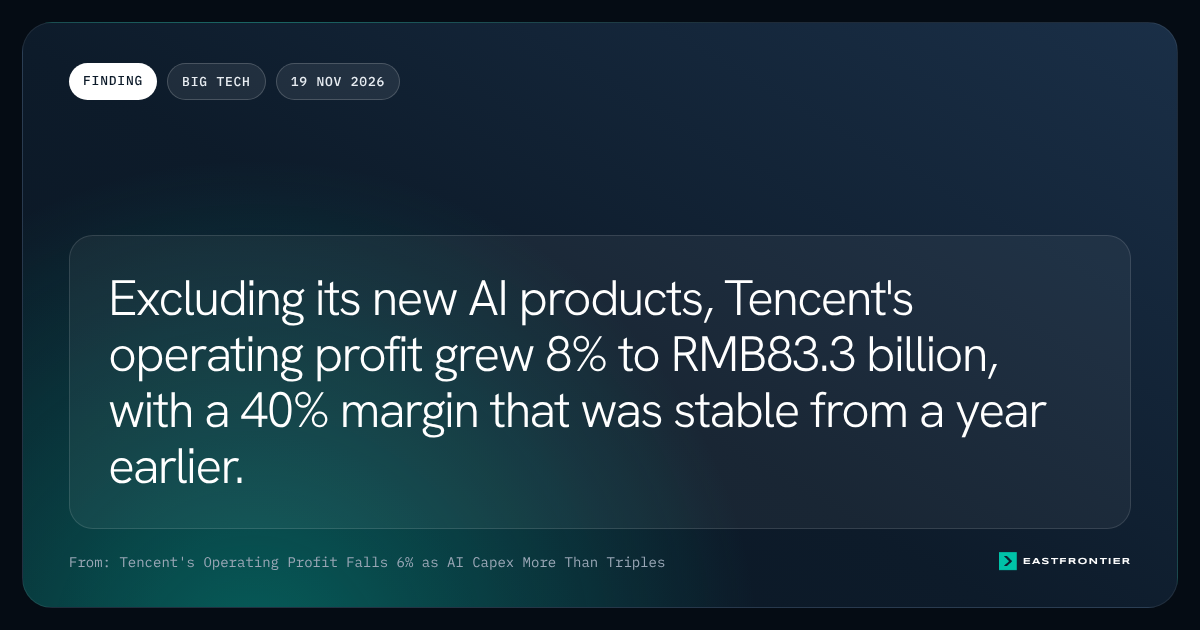 FINDING
BIG TECH
19 NOV 2026
Excluding its new AI products, Tencent's
operating profit grew 8% to RMB83.3 billion,
with a 40% margin that was stable from a year
earlier.
From: Tencent's Operating Profit Falls 6% as AI Capex More Than Triples
EASTFRONTIER